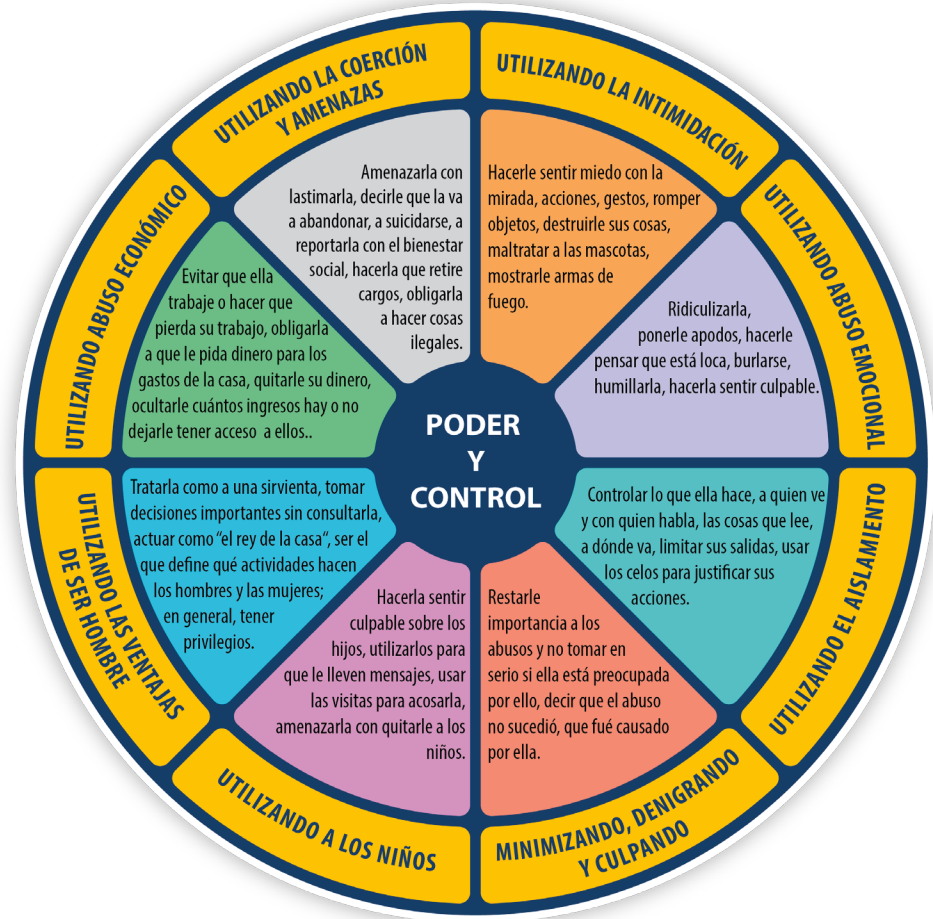 UTILIZANDO LA COERCIÓN
Y AMENAZAS
Amenazarla con
lastimarla, decirle que la va
a abandonar, a suicidarse, a
reportarla con el bienestar
social, hacerla que retire
cargos, obligarla
a hacer cosas
ilegales.
UTILIZANDO LA INTIMIDACIÓN
Hacerle sentir miedo con la
mirada, acciones, gestos, romper
objetos, destruirle sus cosas,
maltratar a las mascotas,
mostrarle armas de
fuego.
UTILIZANDO ABUSO EMOCIONAL
Ridiculizarla,
ponerle apodos, hacerle
pensar que está loca, burlarse,
humillarla, hacerla sentir culpable.
UTILIZANDO EL AISLAMIENTO
Controlar lo que ella hace, a quien ve
y con quien habla, las cosas que lee,
a dónde va, limitar sus salidas, usar
los celos para justificar sus
acciones.
MINIMIZANDO, DENIGRANDO
Y CULPANDO
Restarle
importancia a los
abusos y no tomar en
serio si ella está preocupada
por ello, decir que el abuso
no sucedió, que fué causado
por ella.
UTILIZANDO A LOS NIÑOS
Hacerla sentir
culpable sobre los
hijos, utilizarlos para
que le lleven mensajes, usar
las visitas para acosarla,
amenazarla con quitarle a los
niños.
UTILIZANDO LAS VENTAJAS
DE SER HOMBRE
Tratarla como a una sirvienta, tomar
decisiones importantes sin consultarla,
actuar como “el rey de la casa“, ser el
que define qué actividades hacen
los hombres y las mujeres;
en general, tener
privilegios.
UTILIZANDO ABUSO ECONÓMICO
Evitar que ella
trabaje o hacer que
pierda su trabajo, obligarla
a que le pida dinero para los
gastos de la casa, quitarle su dinero,
ocultarle cuántos ingresos hay o no
dejarle tener acceso a ellos..
PODER
Y
CONTROL